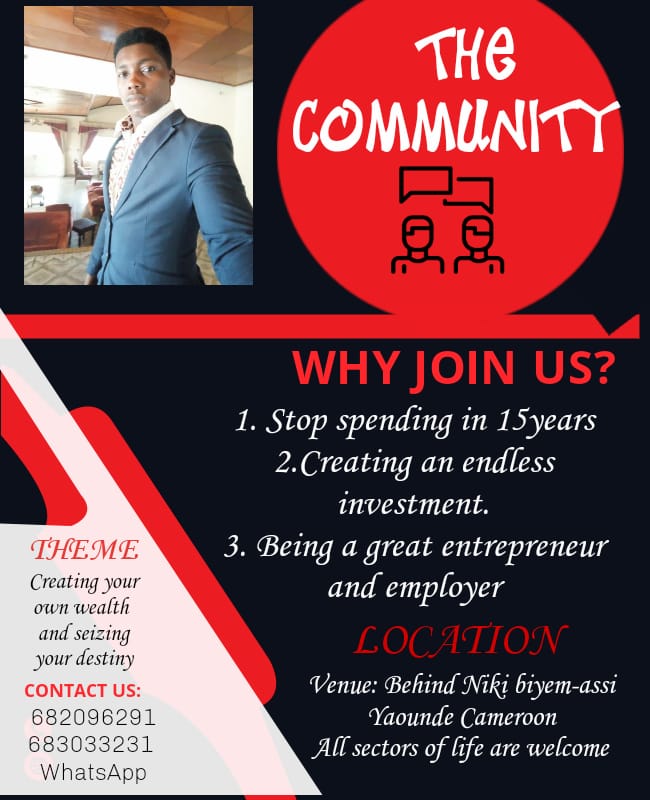 THE
COMMUNITY
WHY JOIN US?
1. Stop spending in 15years
2.Creating an endless
investment.
3. Being a great entrepreneur
and employer
THEME
Creating your
own wealth
and seizing
your destiny
CONTACT US:
682096291
683033231
WhatsApp
LOCATION
Venue: Behind Niki biyem-assi
Yaounde Cameroon
All sectors of life are welcome